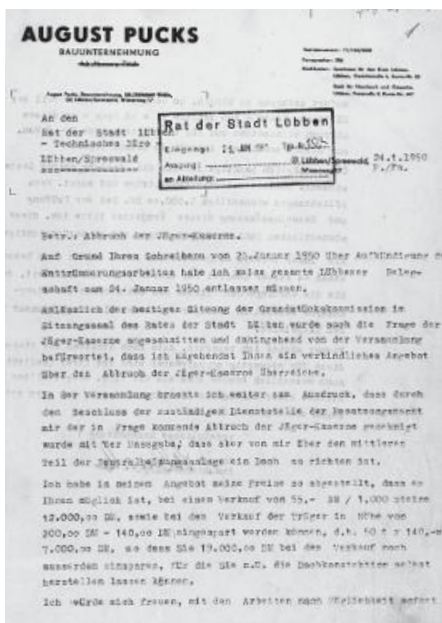 AUGUST PUCKS
BAUUNTERNEHMUNG
An den
Rat der Stadt Lübben
- Technisches Büro -
Lübben/Spreewald
Rat der Stadt Lübben
Eingang:
an Abteilung:
Lübben/Spreewald, 24.1.1950
P./Pa.
Betr.: Abbruch der Jäger-Kaserne.
Auf Grund Ihres Schreibens vom 23.Januar 1950 über Aufkündigung
Enttrümmerungsarbeiten habe ich meine gesamte Lübbener Beleg-
schaft zum 24. Januar 1950 entlassen müssen.
Anlässlich der heutigen Sitzung der Grundstückskommission im
Sitzungssaal des Rates der Stadt Lübben wurde auch die Frage der
Jäger-Kaserne angeschnitten und dahingehend von der Versammlung
befürwortet, dass ich umgehendst Ihnen ein verbindliches Angebot
über den Abbruch der Jäger-Kaserne überreiche.
In der Versammlung brachte ich weiter zum Ausdruck, dass durch
den Beschluss der zuständigen Dienststelle der Besatzungsmacht
mir der in Frage kommende Abbruch der Jäger-Kaserne genehmigt
wurde mit der Massgabe, dass aber von mir über den mittleren
Teil der Zentralheizungsanlage ein Dach zu richten ist.
Ich habe in meinem Angebot meine Preise so abgestellt, dass es
Ihnen möglich ist, bei einem Verkauf von 55,- DM / 1.000 Steine
12.000,oo DM, sowie bei dem Verkauf der Träger in Höhe von
200,oo DM - 140,oo DM eingespart werden können, d.h. 50 t x 140,-
7.000,oo DM, so dass Sie 19.000,oo DM bei dem Verkauf noch
ausserdem einsparen, für die Sie u.U. die Dachkonstruktion selbst
herstellen lassen können.
Ich würde mich freuen, mit den Arbeiten nach Möglichkeit sofort